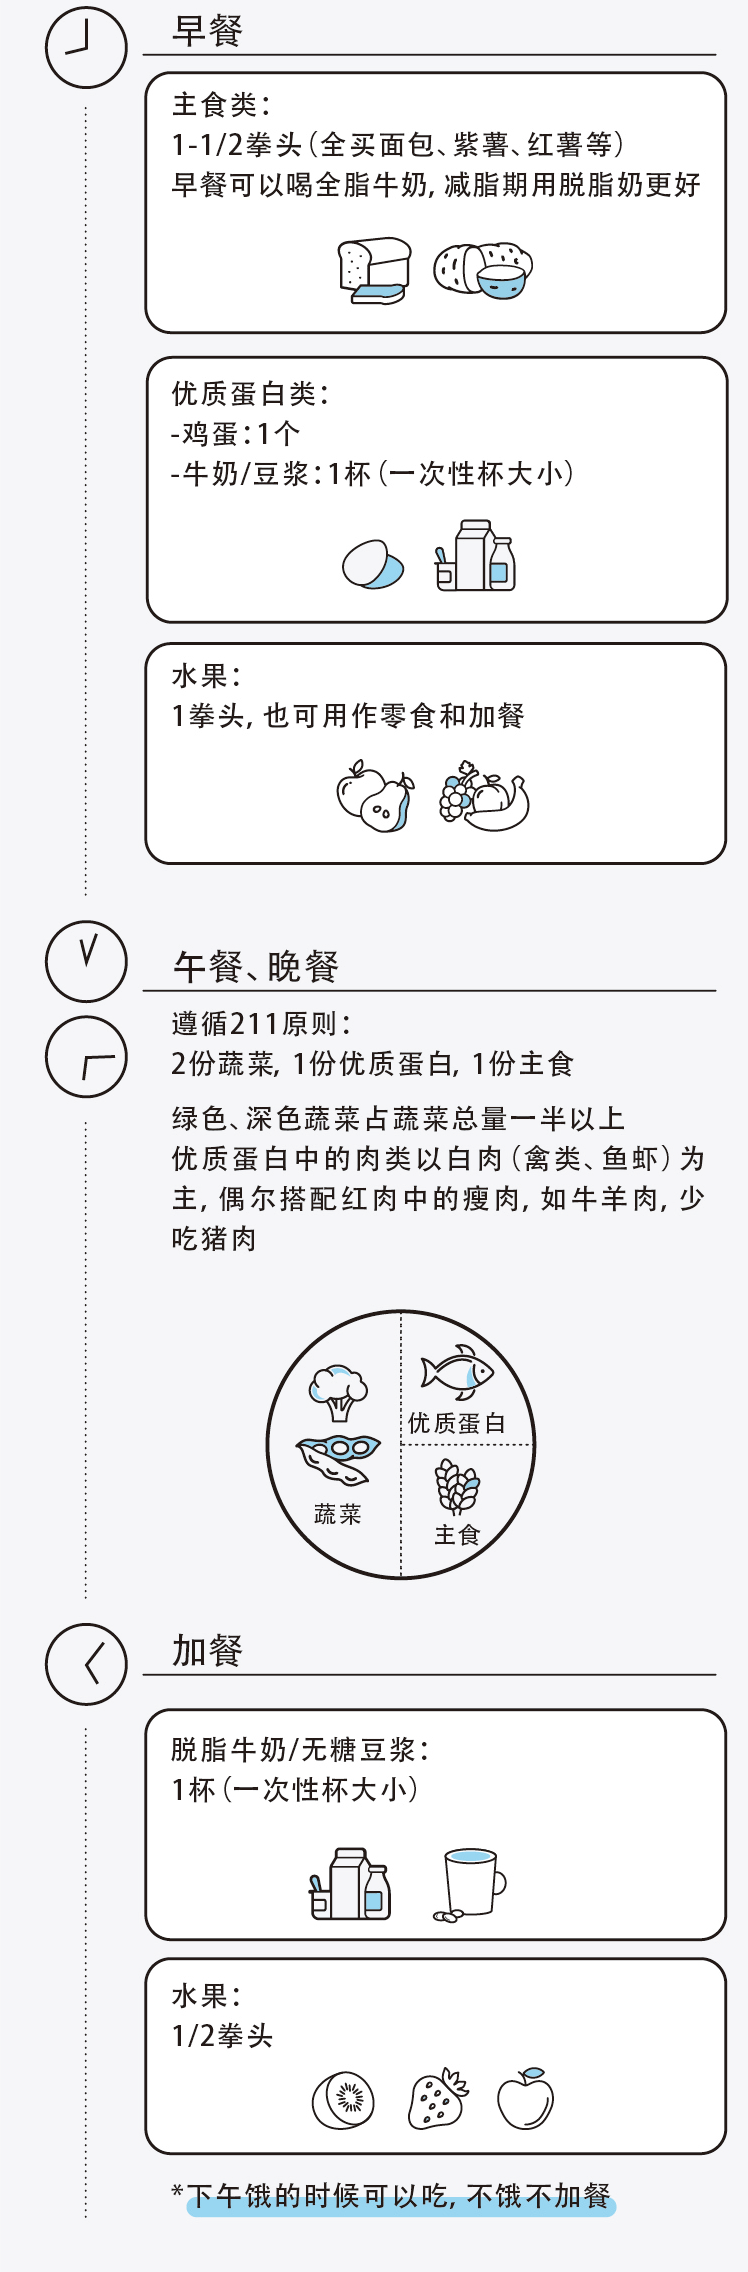 早餐
主食类：
1-1/2拳头（全买面包、紫薯、红薯等）
早餐可以喝全脂牛奶，减脂期用脱脂奶更好
优质蛋白类：
-鸡蛋：1个
-牛奶/豆浆：1杯（一次性杯大小）
水果：
1拳头，也可用作零食和加餐
午餐、晚餐
遵循211原则：
2份蔬菜，1份优质蛋白，1份主食
绿色、深色蔬菜占蔬菜总量一半以上
优质蛋白中的肉类以白肉（禽类、鱼虾）为
主，偶尔搭配红肉中的瘦肉，如牛羊肉，少
吃猪肉
优质蛋白
蔬菜
主食
加餐
脱脂牛奶/无糖豆浆：
1杯（一次性杯大小）
水果：
1/2拳头
*下午饿的时候可以吃，不饿不加餐